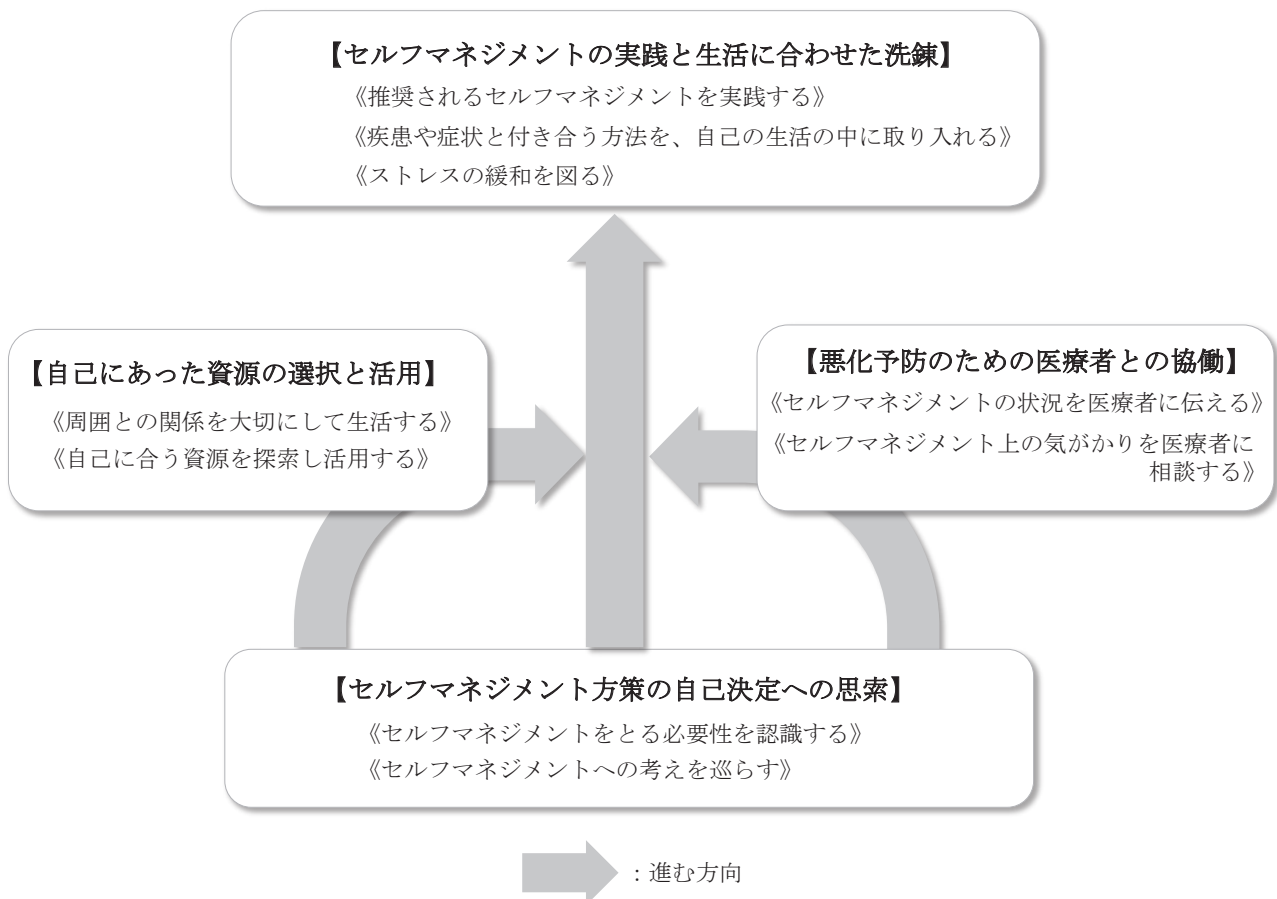 【セルフマネジメントの実践と生活に合わせた洗錬】
《推奨されるセルフマネジメントを実践する》
《疾患や症状と付き合う方法を、自己の生活の中に取り入れる》
《ストレスの緩和を図る》
【自己にあった資源の選択と活用】
《周囲との関係を大切にして生活する》
《自己に合う資源を探索し活用する》
【悪化予防のための医療者との協働】
《セルフマネジメントの状況を医療者に伝える》
《セルフマネジメント上の気がかりを医療者に
相談する》
【セルフマネジメント方策の自己決定への思索】
《セルフマネジメントをとる必要性を認識する》
《セルフマネジメントへの考えを巡らす》
：進む方向